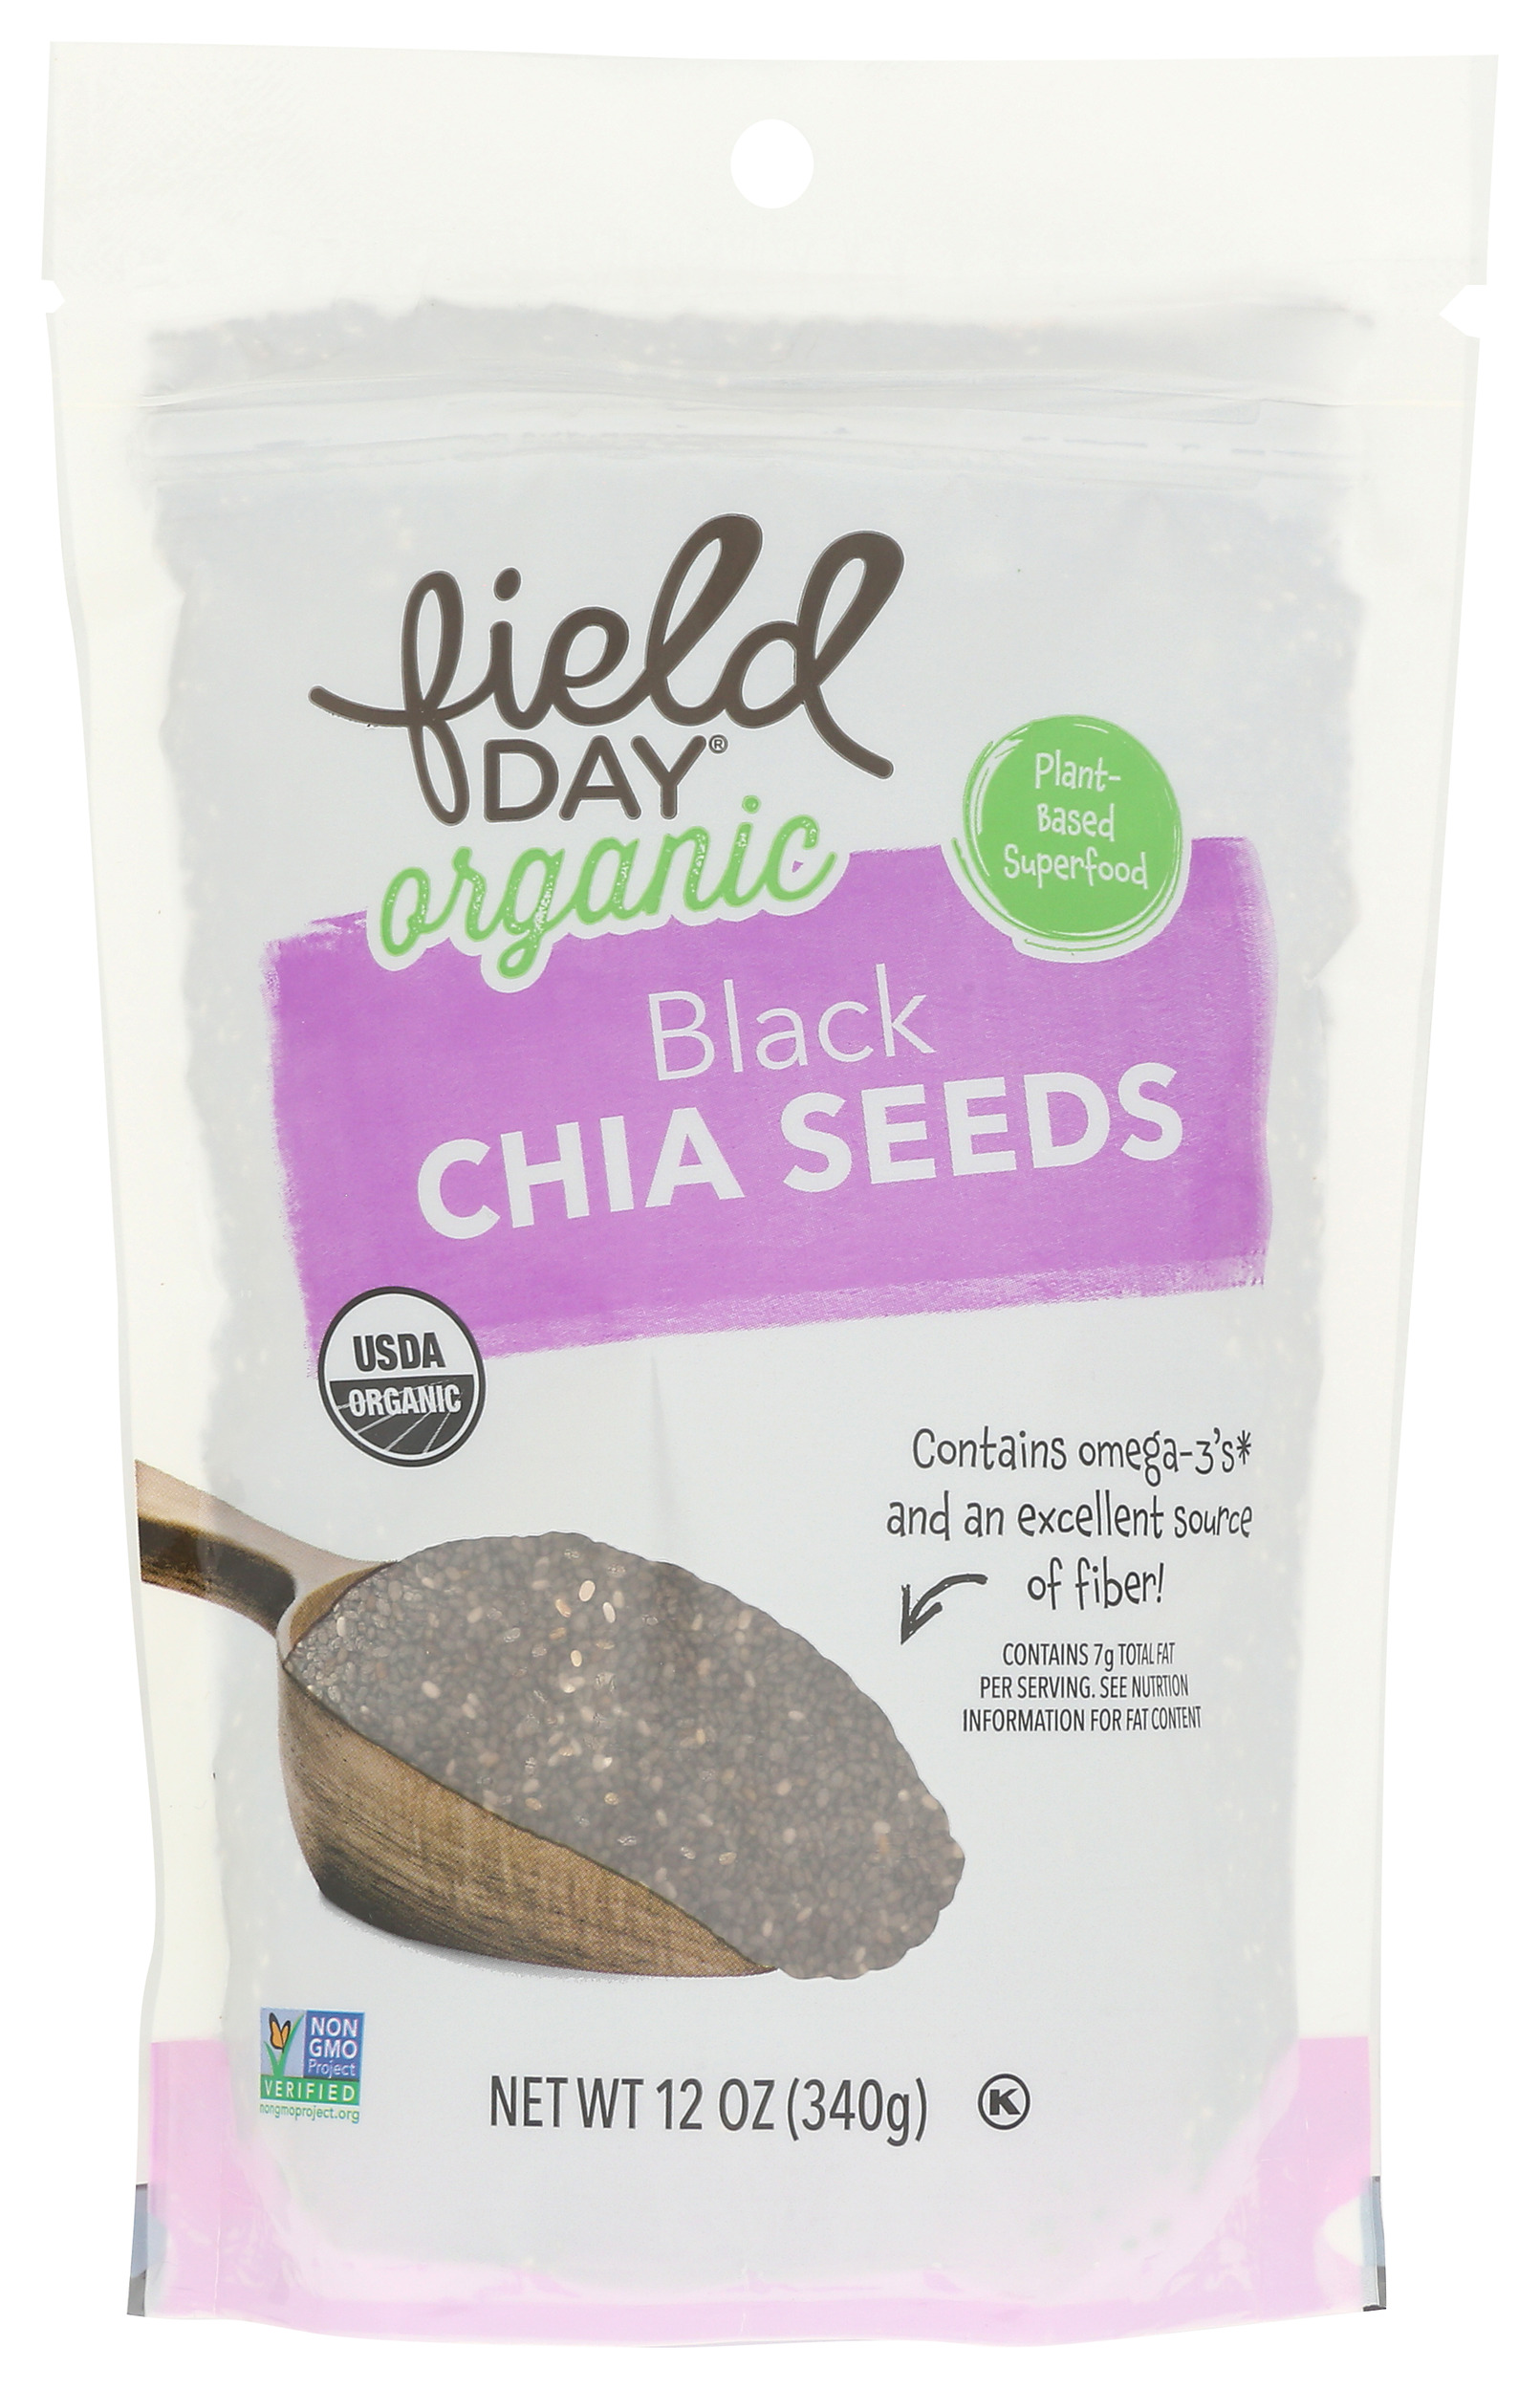 field
DAY®
organic
Plant-
Based
Superfood
Black
CHIA SEEDS
USDA
ORGANIC
Contains omega-3's*
and an excellent source
of fiber!
CONTAINS 7g TOTAL FAT
PER SERVING. SEE NUTRTION
INFORMATION FOR FAT CONTENT
NON
GMO
Project
VERIFIED
nongmoproject.org
NET WT 12 OZ (340g)
K